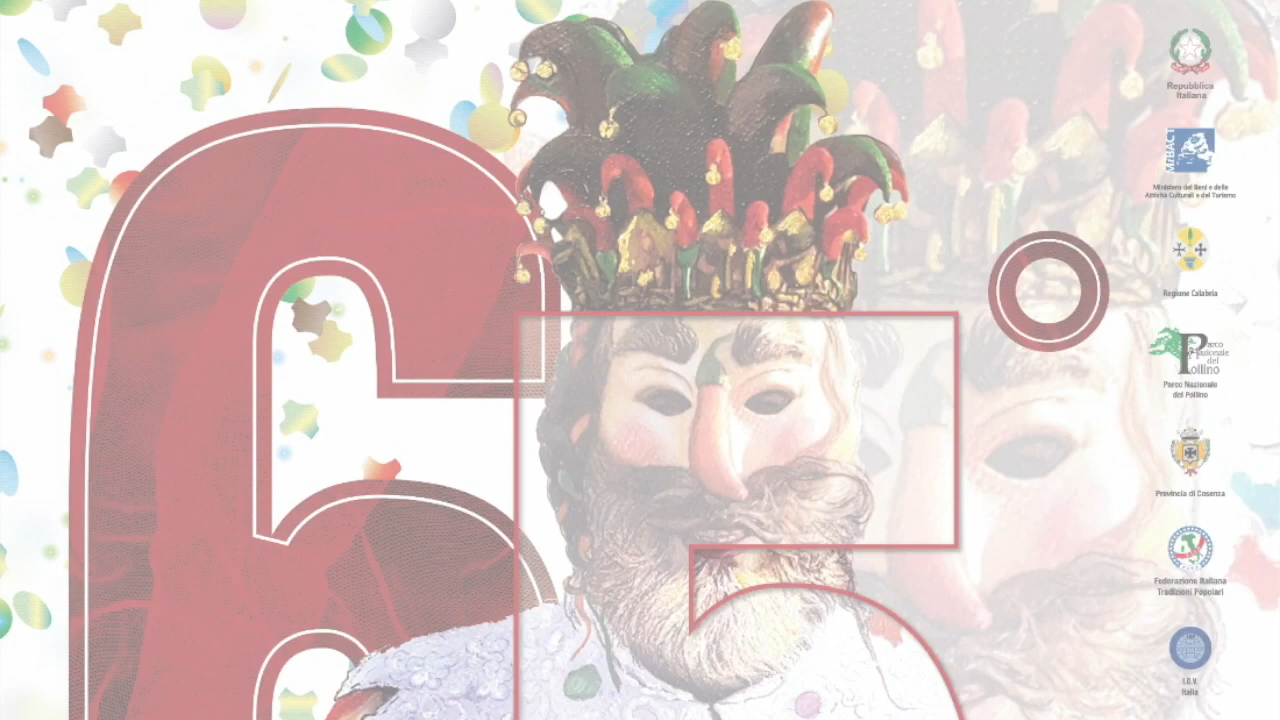 65°
Repubblica
Italiana
MiBACT
Ministero dei Beni e delle
Attività Culturali e del Turismo
Regione Calabria
Parco
Nazionale
del
Pollino
Parco Nazionale
del Pollino
Provincia di Cosenza
Federazione Italiana
Tradizioni Popolari
I.O.V.
Italia